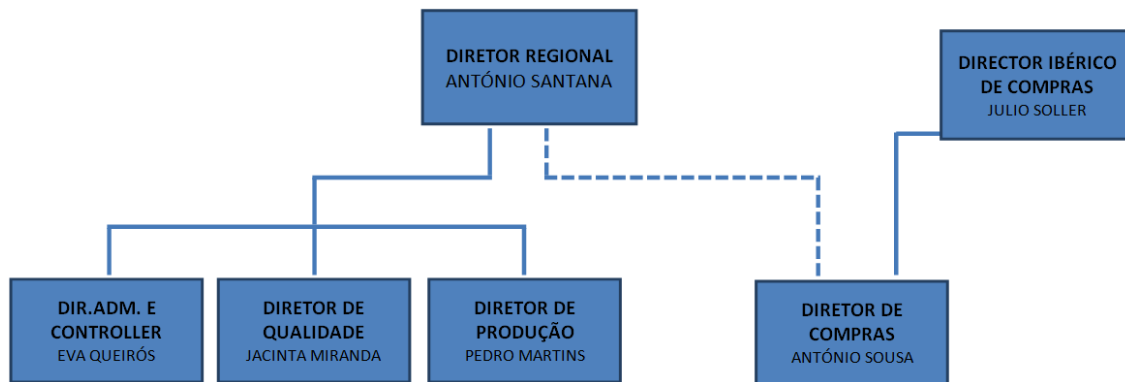 DIRETOR REGIONAL
ANTÓNIO SANTANA
DIRECTOR IBÉRICO
DE COMPRAS
JULIO SOLLER
DIR.ADM. E
CONTROLLER
EVA QUEIRÓS
DIRETOR DE
QUALIDADE
JACINTA MIRANDA
DIRETOR DE
PRODUÇÃO
PEDRO MARTINS
DIRETOR DE
COMPRAS
ANTÓNIO SOUSA